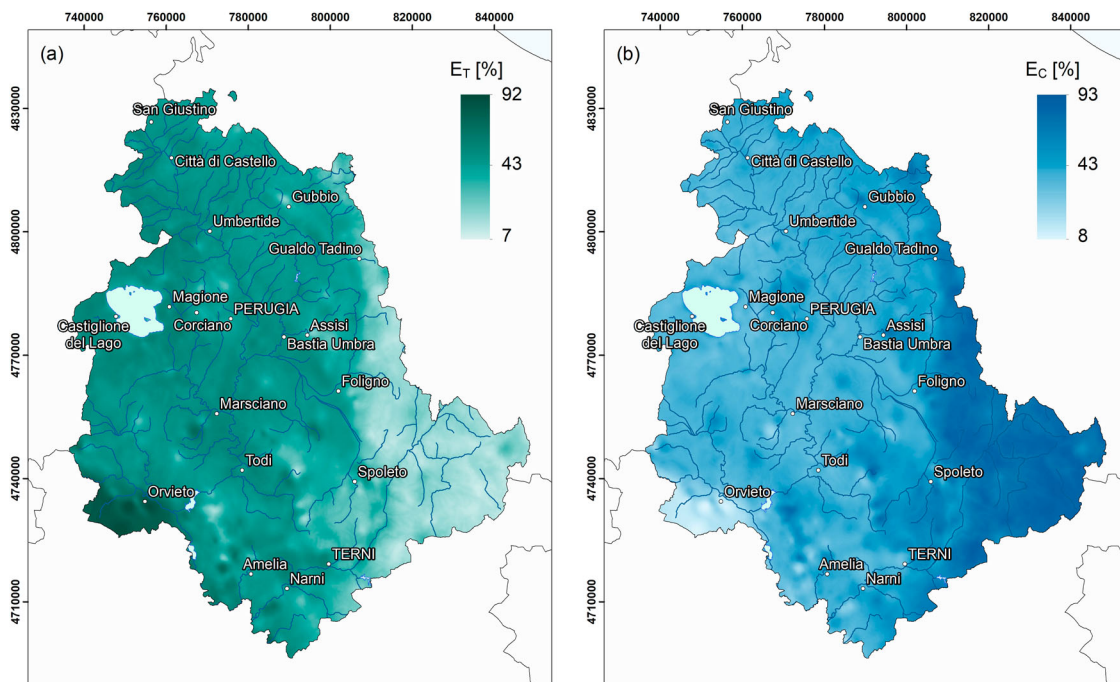 740000 760000 780000 800000 820000 840000
(a)
E_T [%]
92
43
7
4830000
4800000
4770000
4740000
4710000
San Giustino
Città di Castello
Gubbio
Umbertide
Gualdo Tadino
Magione
PERUGIA
Corciano
Castiglione
del Lago
Assisi
Bastia Umbra
Foligno
Marsciano
Todi
Spoleto
Orvieto
TERNI
Amelia
Narni
740000 760000 780000 800000 820000 840000
(b)
E_C [%]
93
43
8
4830000
4800000
4770000
4740000
4710000
San Giustino
Città di Castello
Gubbio
Umbertide
Gualdo Tadino
Magione
PERUGIA
Corciano
Castiglione
del Lago
Assisi
Bastia Umbra
Foligno
Marsciano
Todi
Spoleto
Orvieto
TERNI
Amelia
Narni